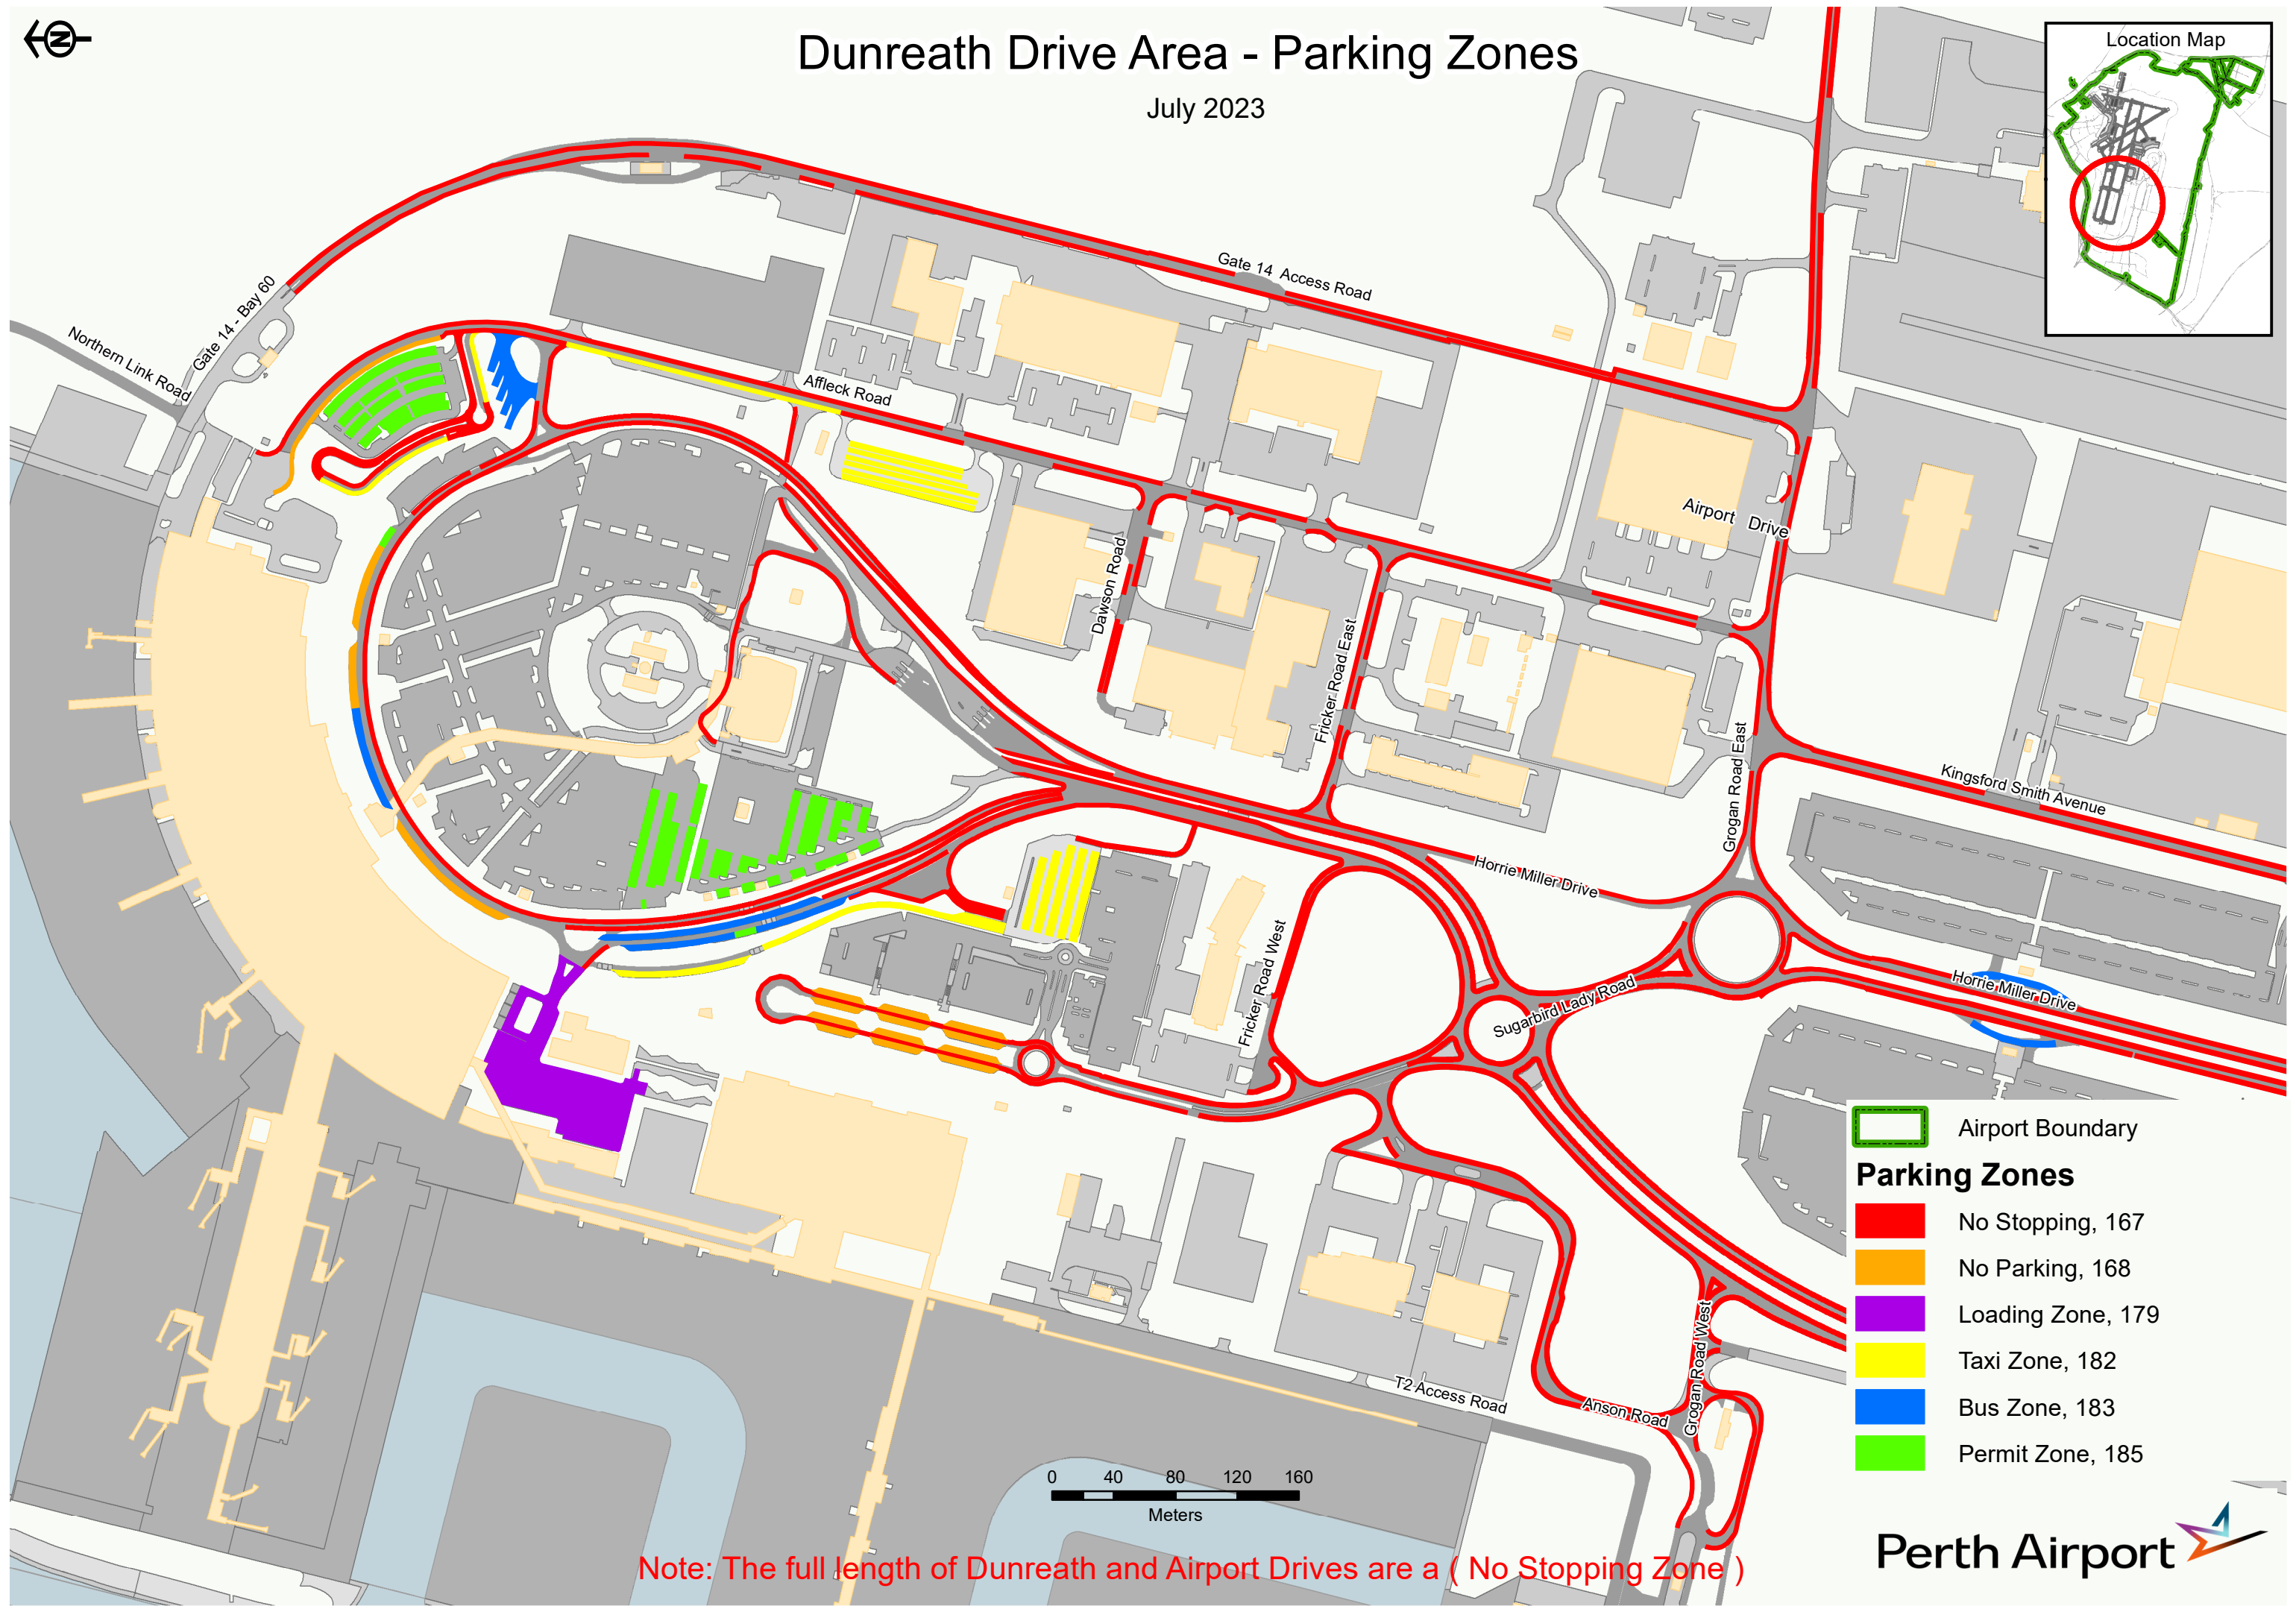 N
Dunreath Drive Area - Parking Zones
July 2023
Location Map
Gate 14 Access Road
Gate 14 - Bay 60
Northern Link Road
Affleck Road
Airport Drive
Dawson Road
Fricker Road East
Grogan Road East
Kingsford Smith Avenue
Horrie Miller Drive
Fricker Road West
Sugarbird Lady Road
Horrie Miller Drive
Grogan Road West
T2 Access Road
Anson Road
Airport Boundary
Parking Zones
No Stopping, 167
No Parking, 168
Loading Zone, 179
Taxi Zone, 182
Bus Zone, 183
Permit Zone, 185
0 40 80 120 160
Meters
Perth Airport
Note: The full length of Dunreath and Airport Drives are a ( No Stopping Zone )